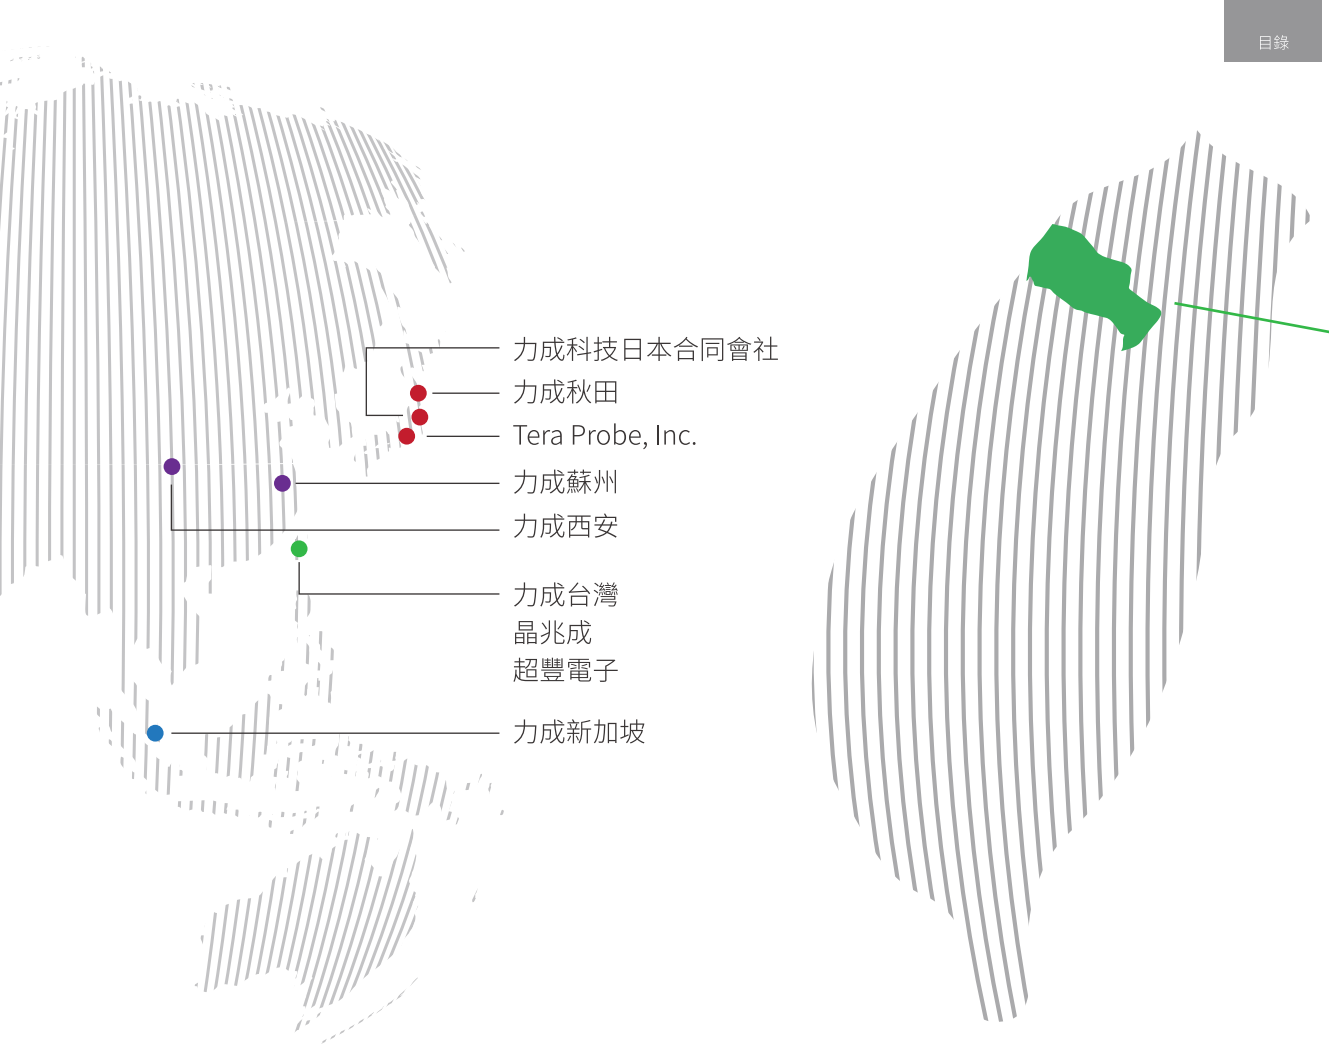 目錄
力成科技日本合同會社
力成秋田
Tera Probe, Inc.
力成蘇州
力成西安
力成台灣
晶兆成
超豐電子
力成新加坡